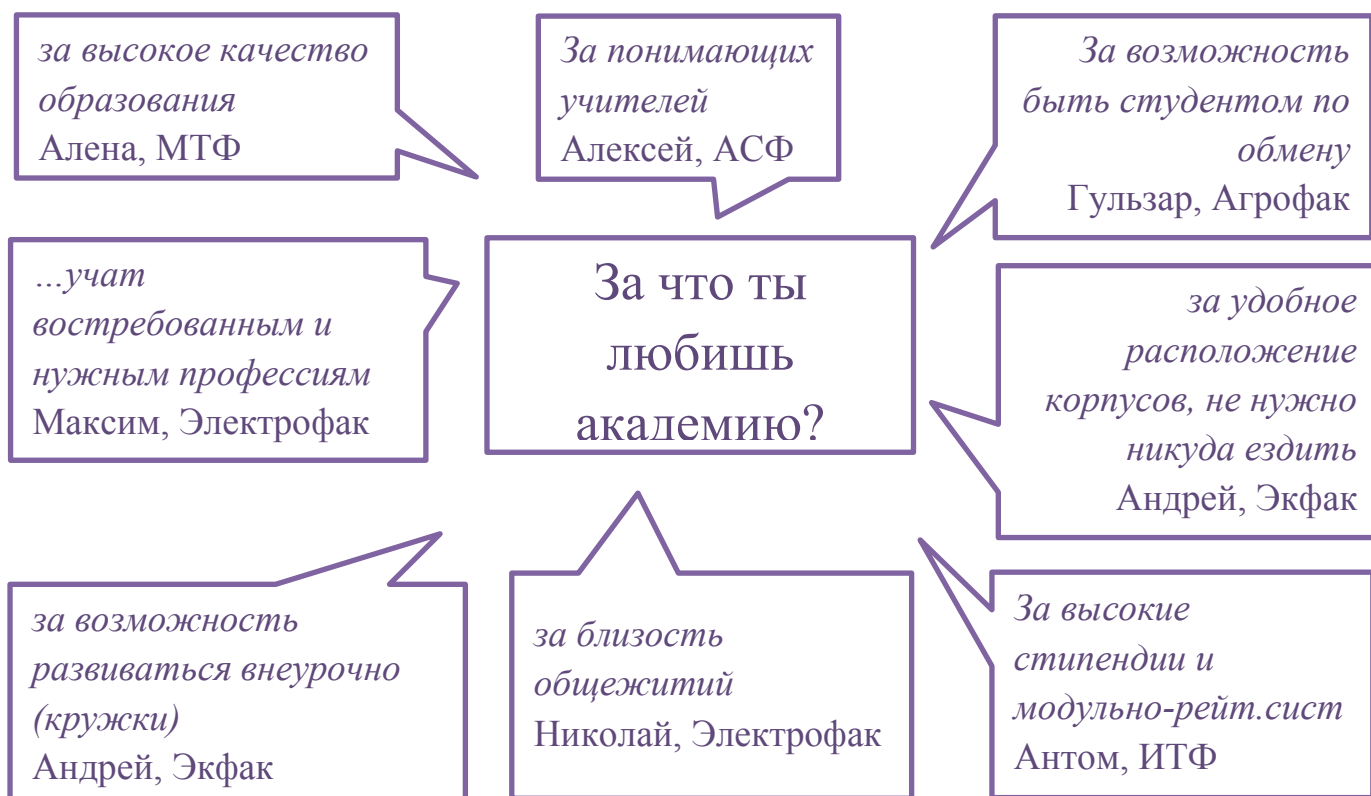 за высокое качество
образования
Алена, МТФ
За понимающих
учителей
Алексей, АСФ
За возможность
быть студентом по
обмену
Гульзар, Агрофак
...учат
востребованным и
нужным профессиям
Максим, Электрофак
За что ты
любишь
академию?
за удобное
расположение
корпусов, не нужно
никуда ездить
Андрей, Экфак
за возможность
развиваться внеурочно
(кружки)
Андрей, Экфак
за близость
общежитий
Николай, Электрофак
За высокие
стипендии и
модульно-рейт.сист
Антом, ИТФ